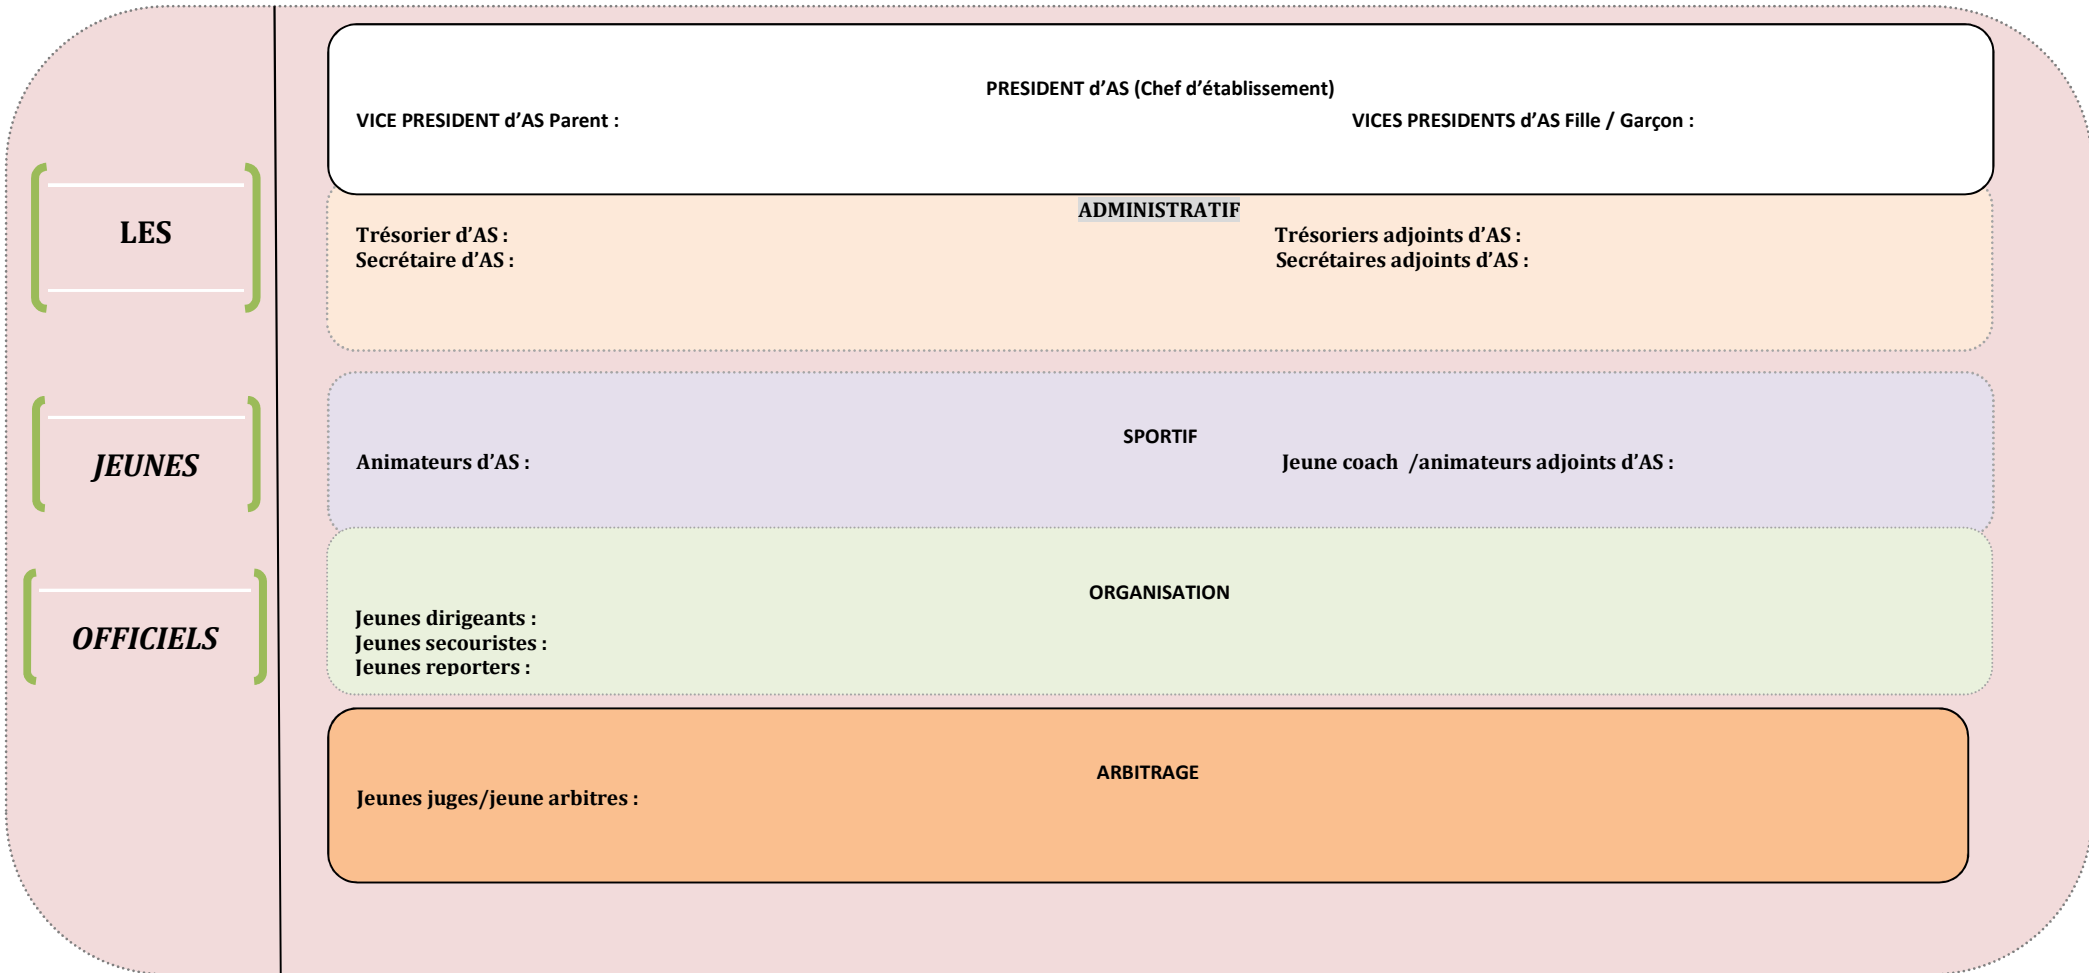 LES
JEUNES
OFFICIELS
PRESIDENT d’AS (Chef d’établissement)
VICE PRESIDENT d’AS Parent : VICES PRESIDENTS d’AS Fille / Garçon :
ADMINISTRATIF
Trésorier d’AS : Trésoriers adjoints d’AS :
Secrétaire d’AS : Secrétaires adjoints d’AS :
SPORTIF
Animateurs d’AS : Jeune coach /animateurs adjoints d’AS :
ORGANISATION
Jeunes dirigeants :
Jeunes secouristes :
Jeunes reporters :
ARBITRAGE
Jeunes juges/jeune arbitres :